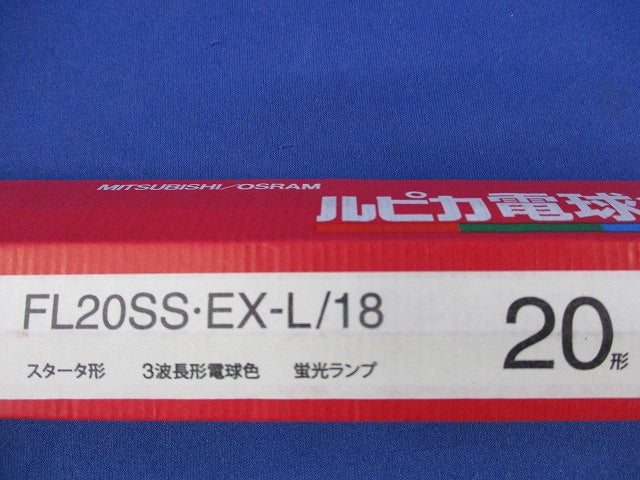 MITSUBISHI/OSRAM
ルピカ電球
FL20SS・EX-L/18
20形
スタータ形 3波長形電球色 蛍光ランプ